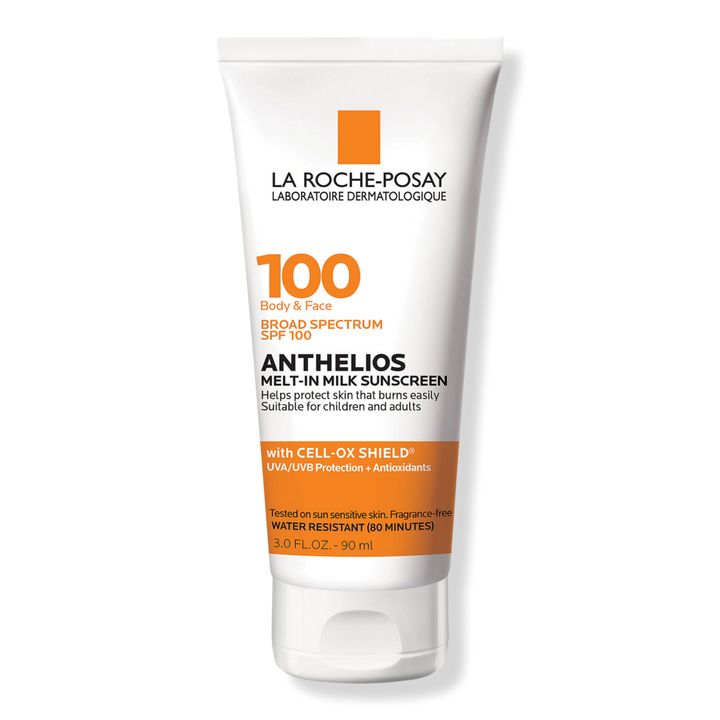 LA ROCHE-POSAY
LABORATOIRE DERMATOLOGIQUE
100
Body & Face
BROAD SPECTRUM
SPF 100
ANTHELIOS
MELT-IN MILK SUNSCREEN
Helps protect skin that burns easily
Suitable for children and adults
with CELL-OX SHIELD®
UVA/UVB Protection + Antioxidants
Tested on sun sensitive skin. Fragrance-free
WATER RESISTANT (80 MINUTES)
3.0 FL.OZ. - 90 ml